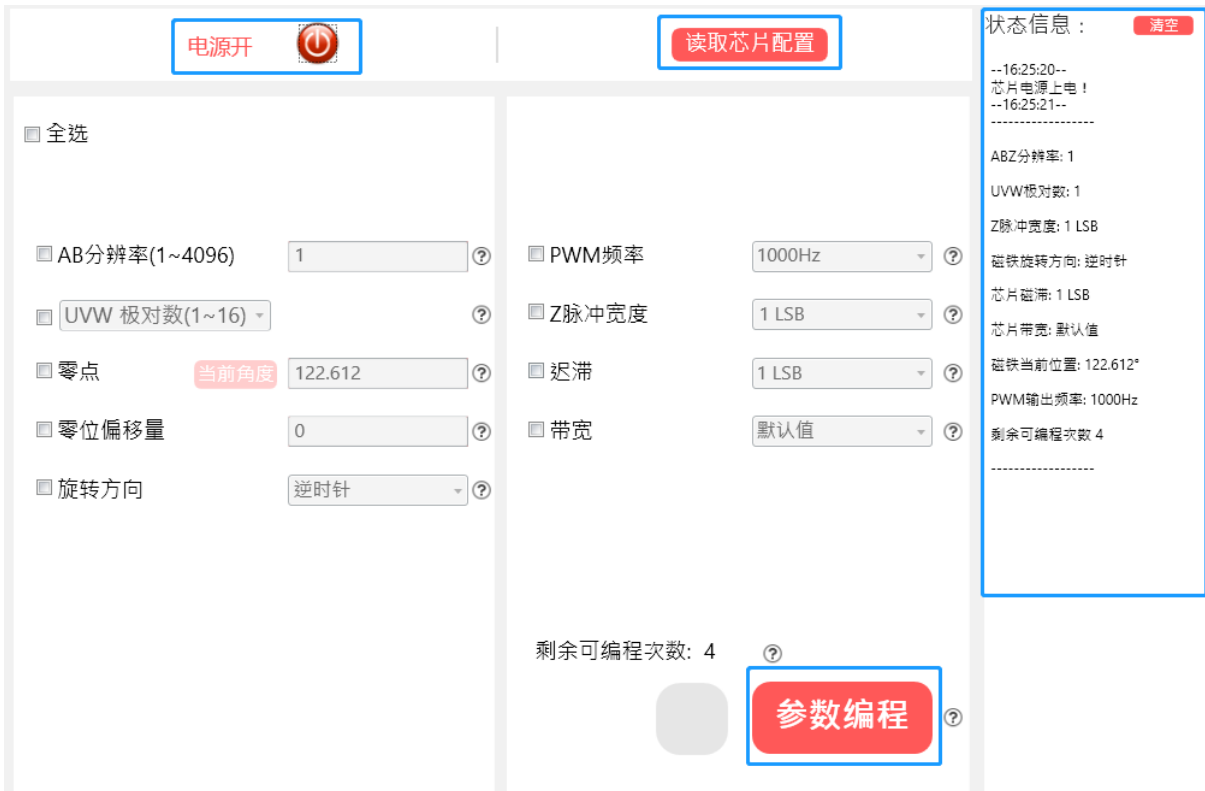 电源开
读取芯片配置
全选
AB分辨率(1~4096) 1 ?
UVW 极对数(1~16) ?
零点 当前角度 122.612 ?
零位偏移量 0 ?
旋转方向 逆时针 ?
PWM频率 1000Hz ?
Z脉冲宽度 1 LSB ?
迟滞 1 LSB ?
带宽 默认值 ?
剩余可编程次数: 4 ?
参数编程 ?
状态信息： 清空
--16:25:20--
芯片电源上电！
--16:25:21--
------------------
ABZ分辨率: 1
UVW极对数: 1
Z脉冲宽度: 1 LSB
磁铁旋转方向: 逆时针
芯片磁滞: 1 LSB
芯片带宽: 默认值
磁铁当前位置: 122.612°
PWM输出频率: 1000Hz
剩余可编程次数 4
------------------